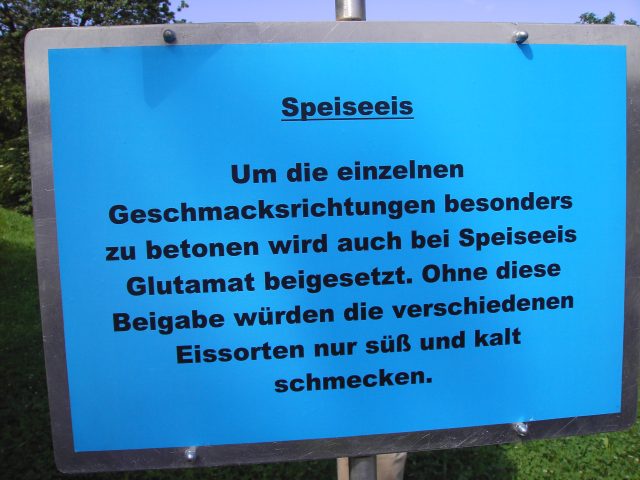 Speiseeis
Um die einzelnen
Geschmacksrichtungen besonders
zu betonen wird auch bei Speiseeis
Glutamat beigesetzt. Ohne diese
Beigabe würden die verschiedenen
Eissorten nur süß und kalt
schmecken.